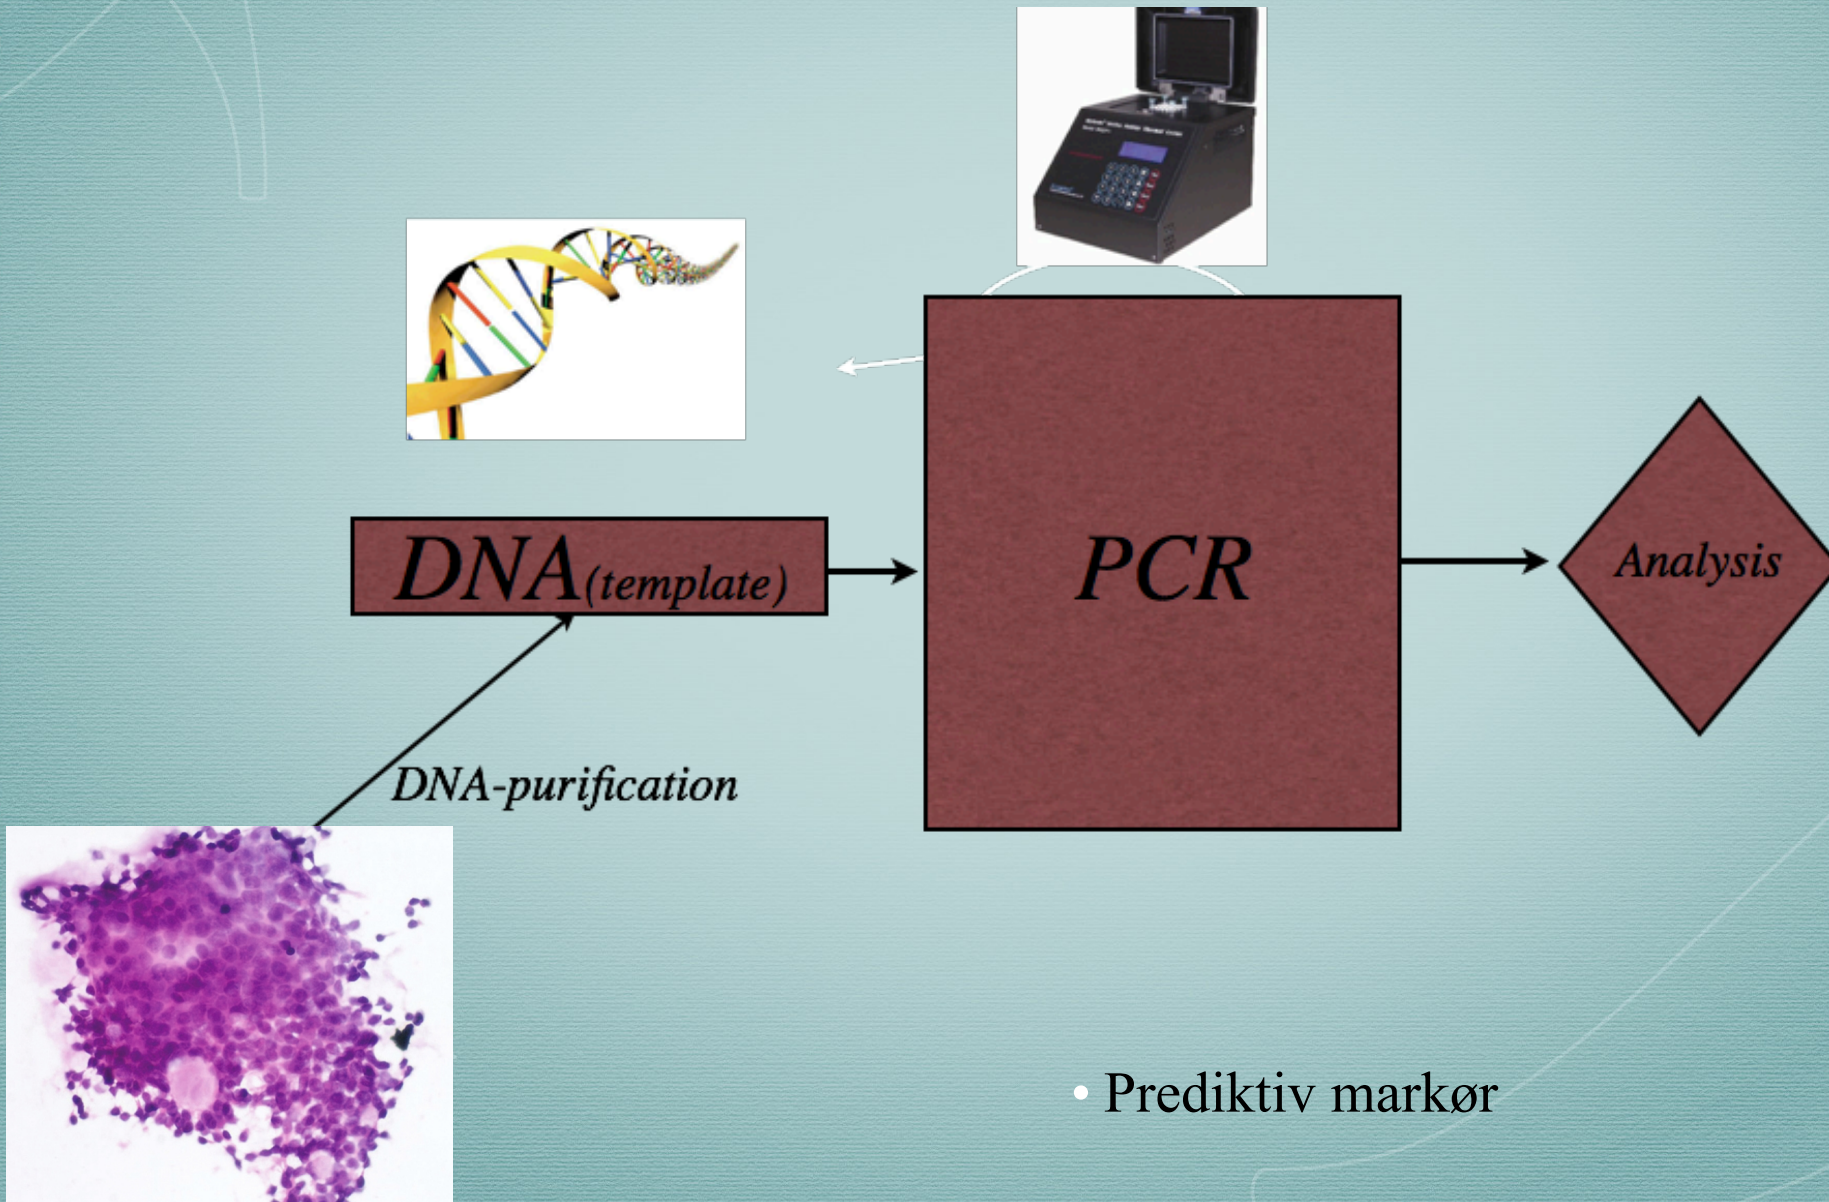 DNA(template)
PCR
Analysis
DNA-purification
• Prediktiv markør